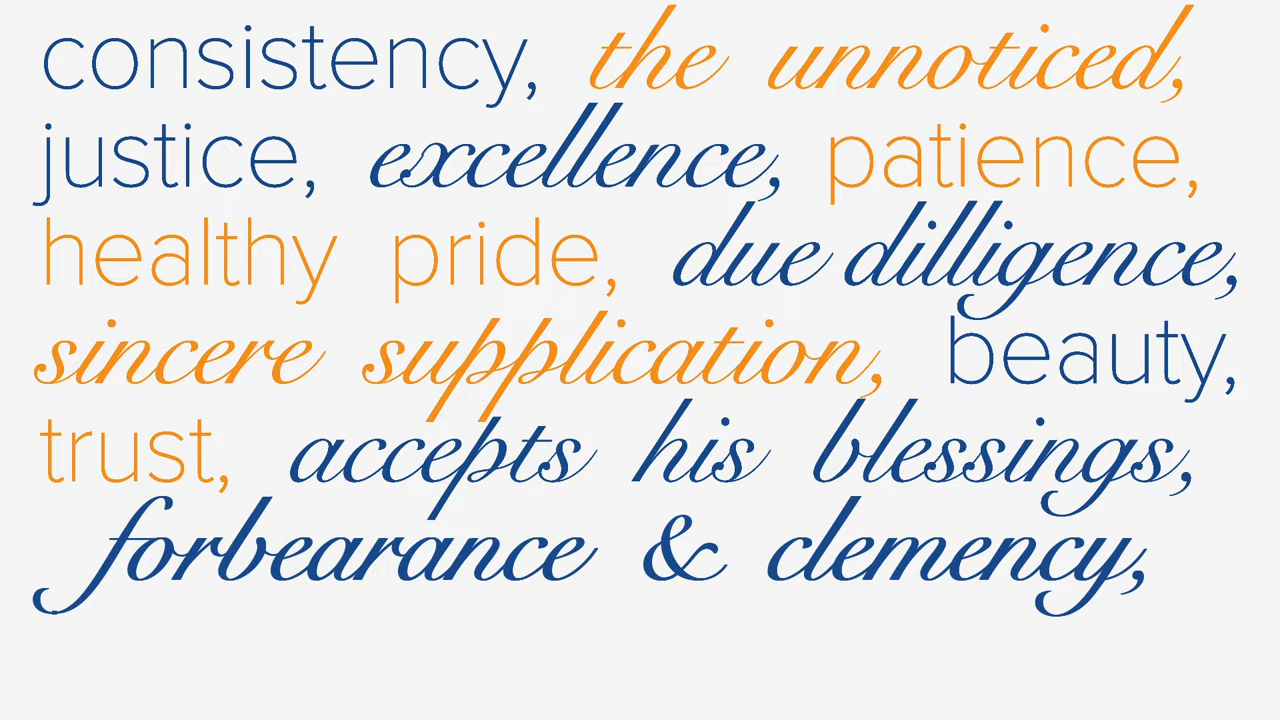 consistency, the unnoticed,
justice, excellence, patience,
healthy pride, due dilligence,
sincere supplication, beauty,
trust, accepts his blessings,
forbearance & clemency,